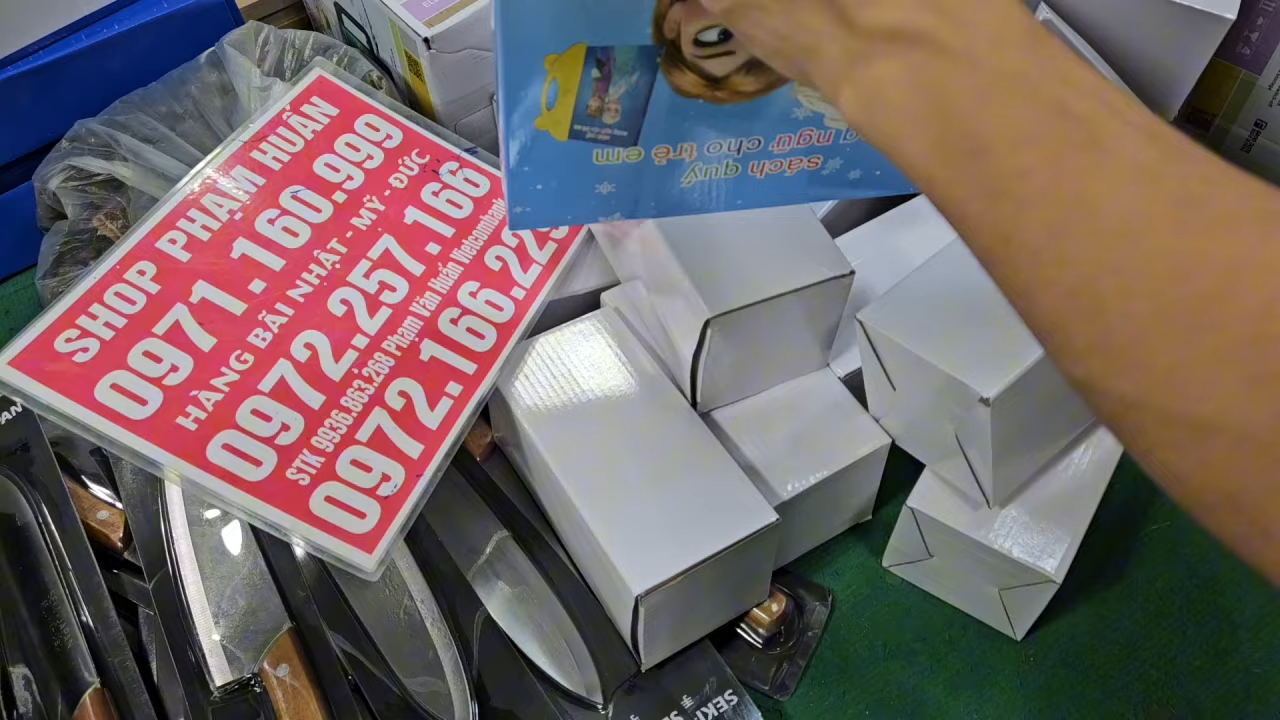 SHOP PHẠM HUẤN
0971.160.999
HÀNG BÃI NHẬT - MỸ - ĐỨC
0972.257.166
STK 9936.863.268 Phạm Văn Huấn Vietcombank
0972.166.22
sách quý
ngữ cho trẻ em
SEKI